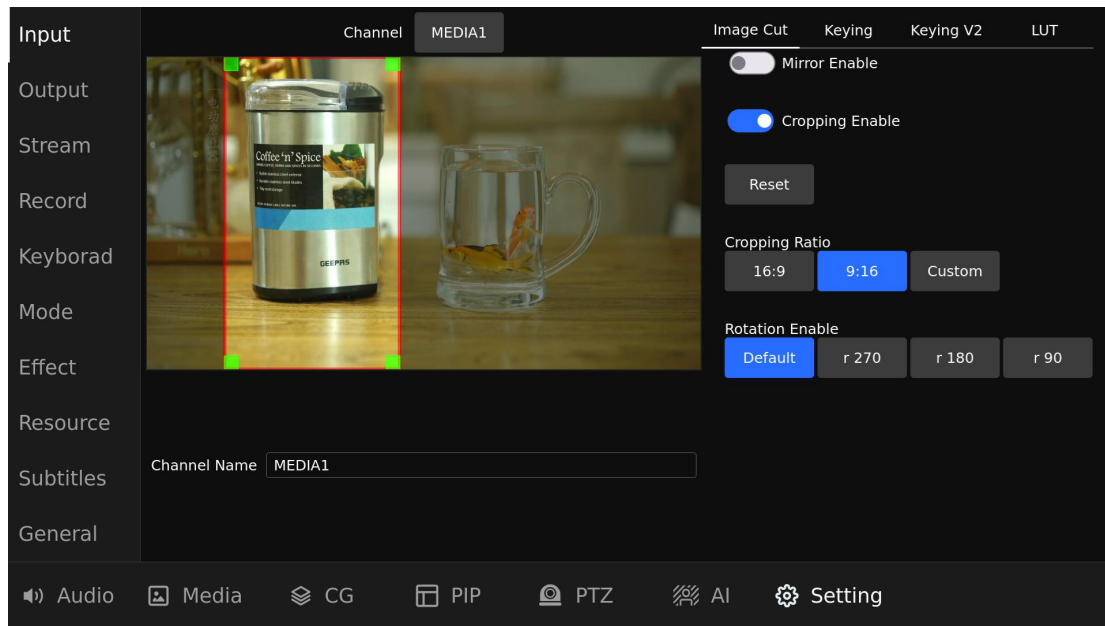 Input
Channel
MEDIA1
Image Cut
Keying
Keying V2
LUT
Mirror Enable
Output
Cropping Enable
Stream
Reset
Record
Cropping Ratio
Keyborad
16:9
9:16
Custom
Mode
Rotation Enable
Effect
Default
r 270
r 180
r 90
Resource
Channel Name
MEDIA1
Subtitles
General
Coffee 'n' Spice
GEEPAS
Hero
Audio
Media
CG
PIP
PTZ
AI
Setting